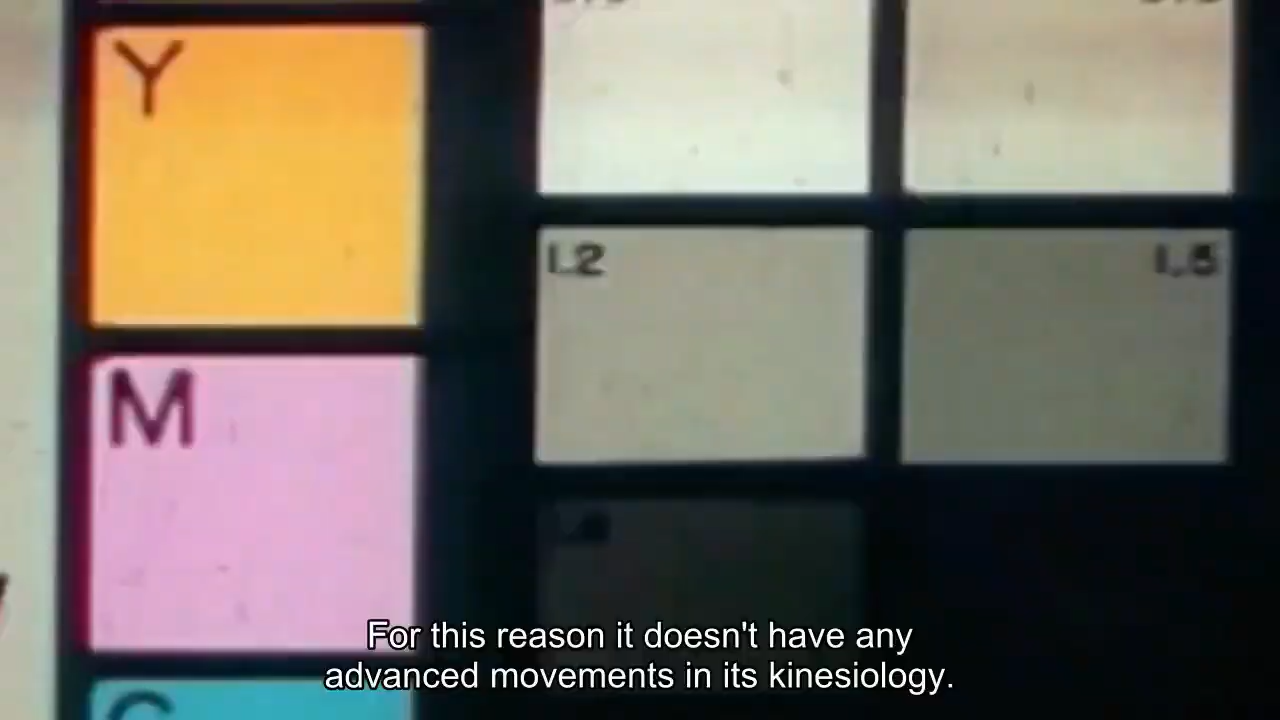 Y
1.2
1.5
M
C
For this reason it doesn't have any
advanced movements in its kinesiology.